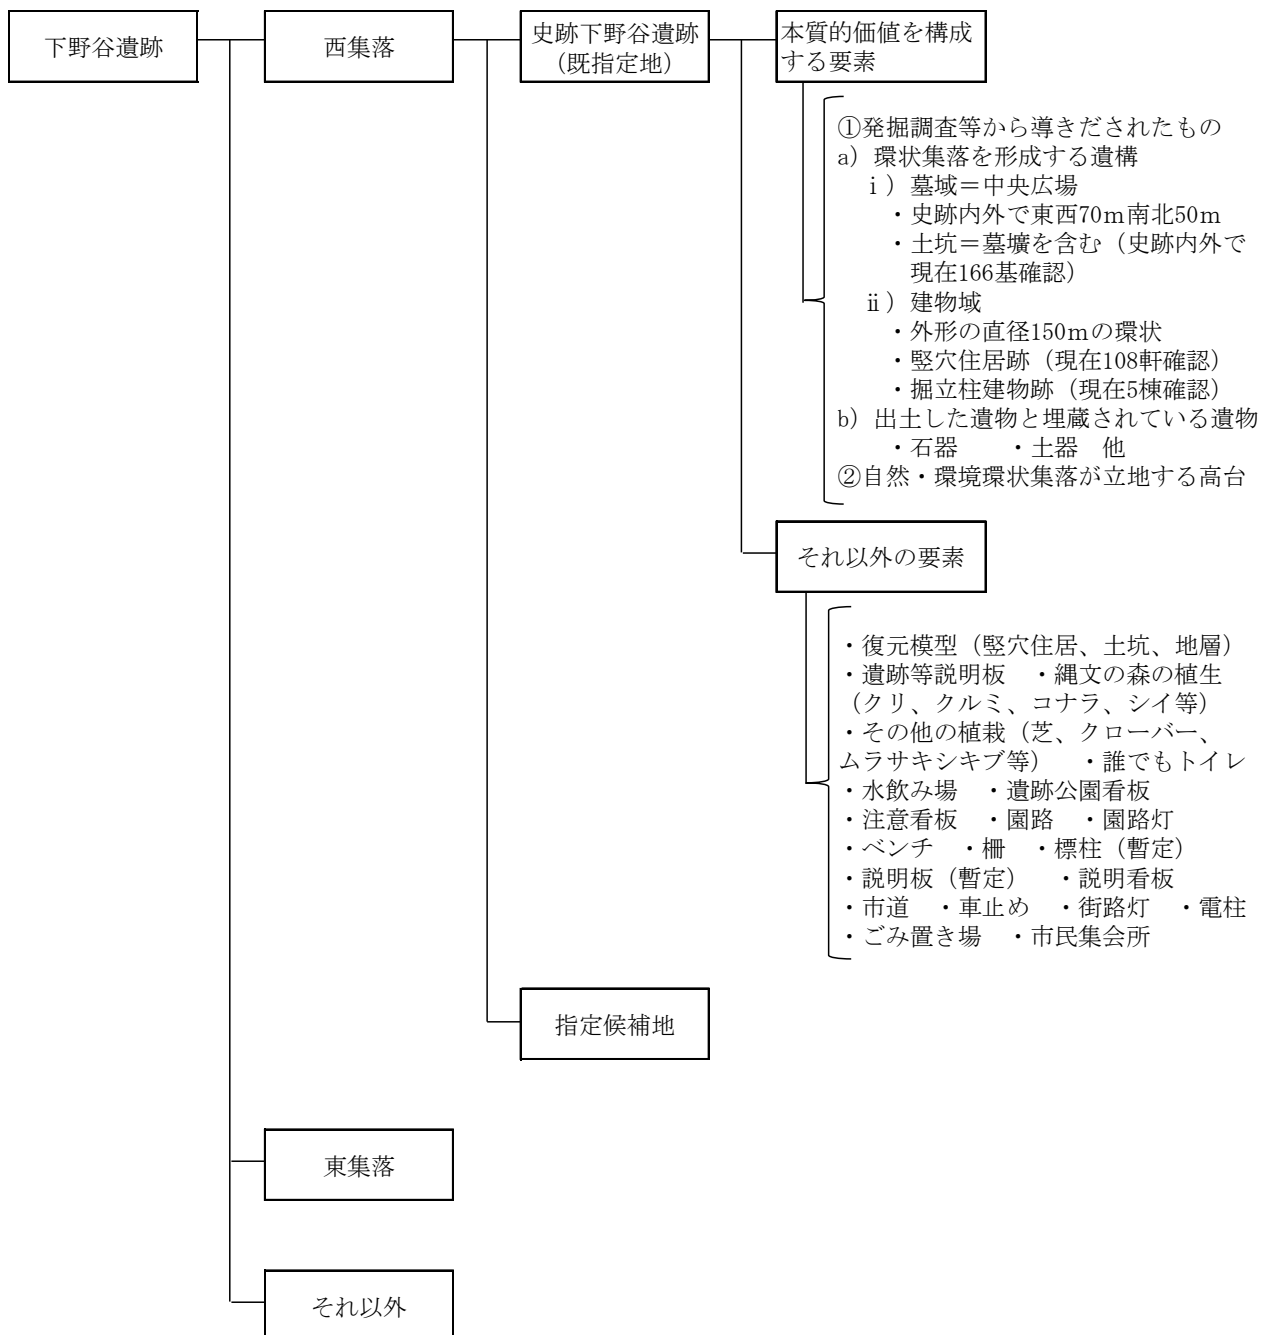 下野谷遺跡
西集落
史跡下野谷遺跡
(既指定地)
本質的価値を構成
する要素
①発掘調査等から導きだされたもの
a) 環状集落を形成する遺構
ⅰ) 墓域＝中央広場
・史跡内外で東西70m南北50m
・土坑＝墓壙を含む（史跡内外で
現在166基確認）
ⅱ) 建物域
・外形の直径150mの環状
・竪穴住居跡（現在108軒確認）
・掘立柱建物跡（現在5棟確認）
b) 出土した遺物と埋蔵されている遺物
・石器　・土器　他
②自然・環境環状集落が立地する高台
それ以外の要素
・復元模型（竪穴住居、土坑、地層）
・遺跡等説明板　・縄文の森の植生
（クリ、クルミ、コナラ、シイ等）
・その他の植栽（芝、クローバー、
ムラサキシキブ等）　・誰でもトイレ
・水飲み場　・遺跡公園看板
・注意看板　・園路　・園路灯
・ベンチ　・柵　・標柱（暫定）
・説明板（暫定）　・説明看板
・市道　・車止め　・街路灯　・電柱
・ごみ置き場　・市民集会所
指定候補地
東集落
それ以外